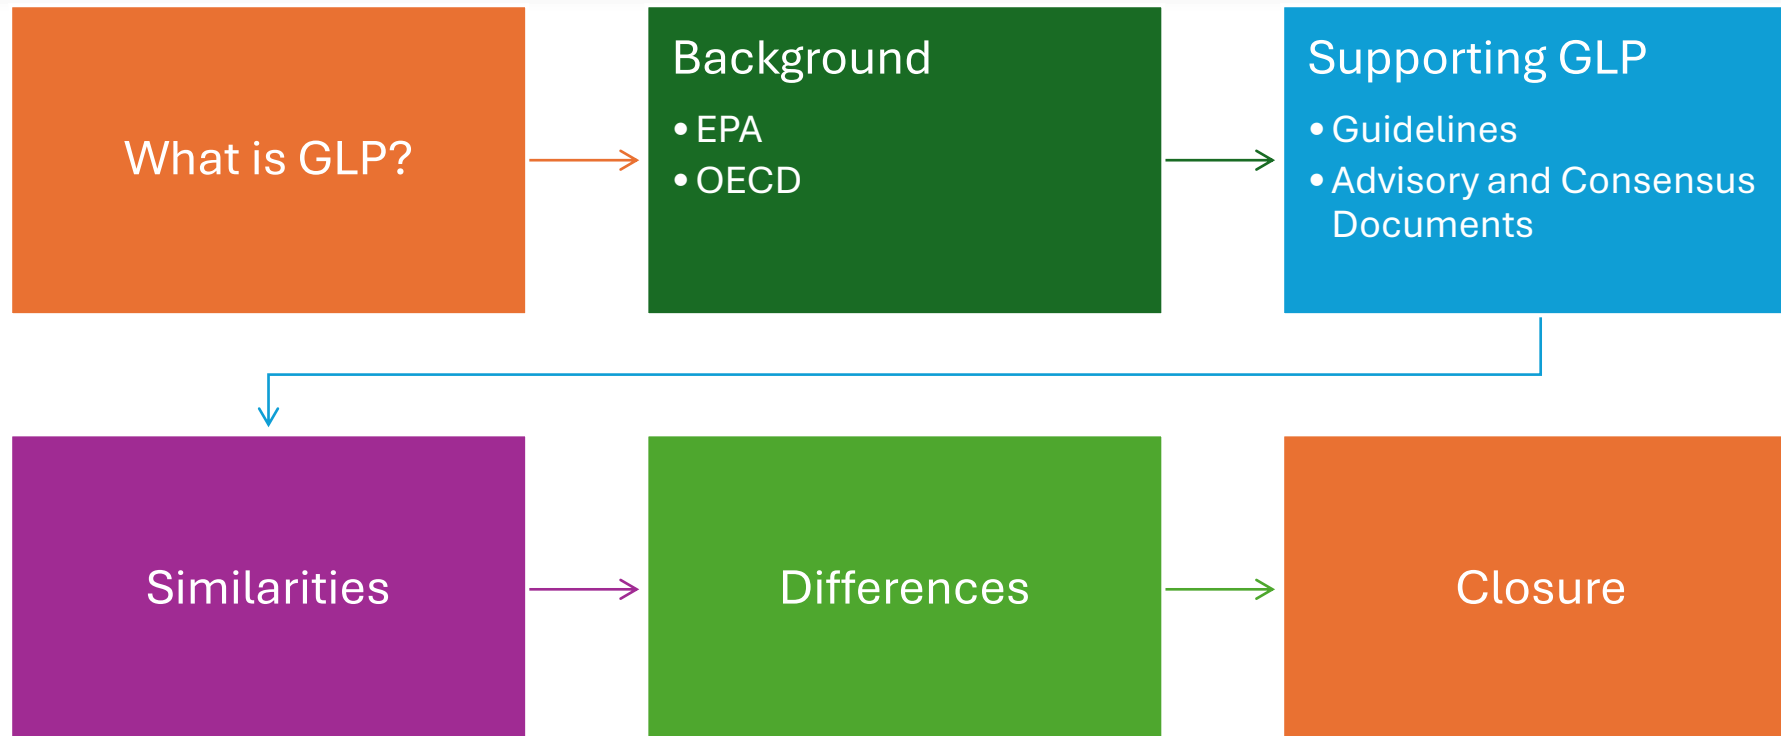 What is GLP?
Background
• EPA
• OECD
Supporting GLP
• Guidelines
• Advisory and Consensus
Documents
Similarities
Differences
Closure